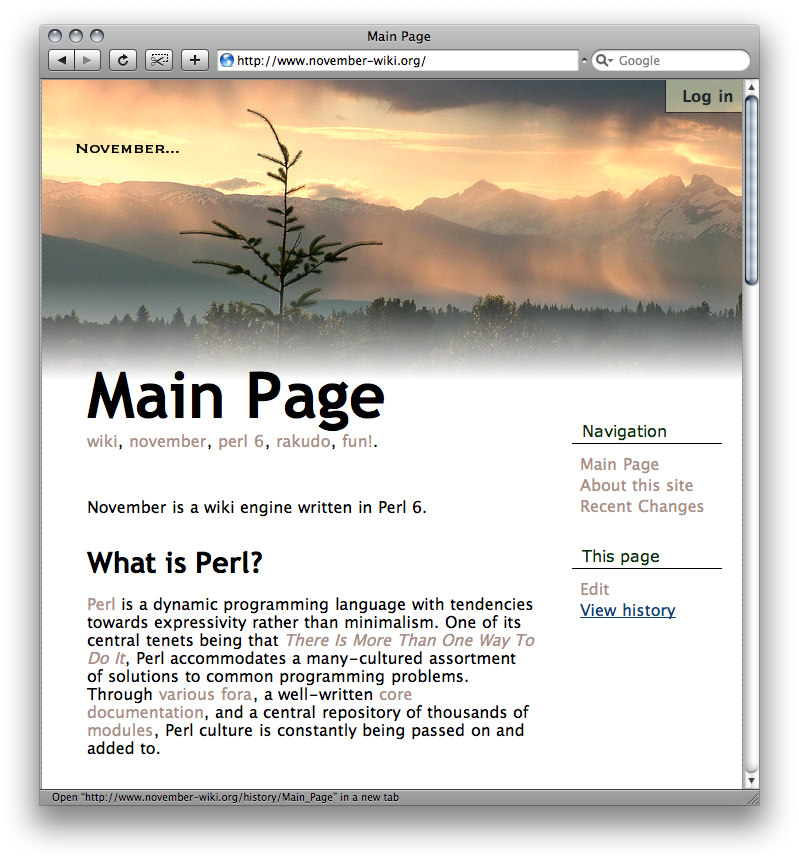 Main Page
http://www.november-wiki.org/
Google
Log in
November...
Main Page
wiki, november, perl 6, rakudo, fun!.
November is a wiki engine written in Perl 6.
What is Perl?
Perl is a dynamic programming language with tendencies
towards expressivity rather than minimalism. One of its
central tenets being that There Is More Than One Way To
Do It, Perl accommodates a many-cultured assortment
of solutions to common programming problems.
Through various fora, a well-written core
documentation, and a central repository of thousands of
modules, Perl culture is constantly being passed on and
added to.
Navigation
Main Page
About this site
Recent Changes
This page
Edit
View history
Open "http://www.november-wiki.org/history/Main_Page" in a new tab